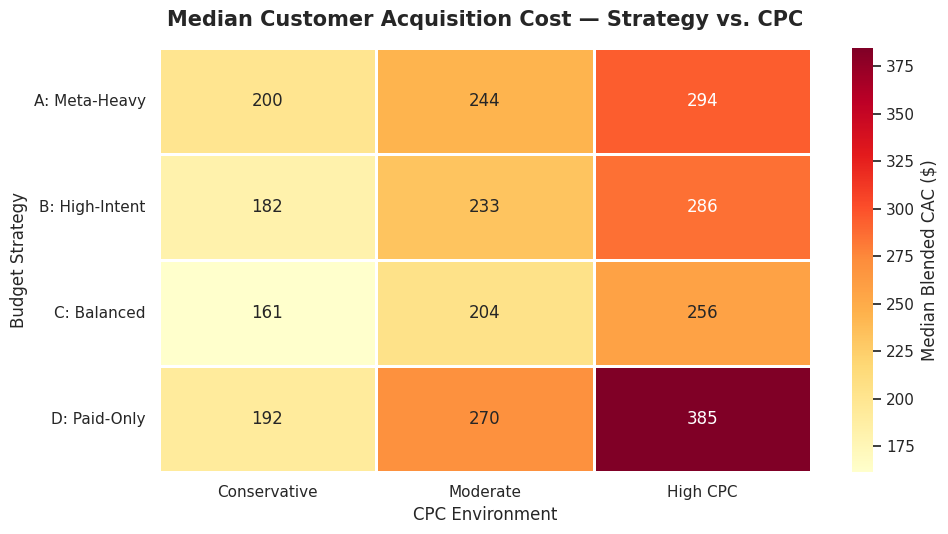 Median Customer Acquisition Cost — Strategy vs. CPC
Budget Strategy
A: Meta-Heavy 200 244 294
B: High-Intent 182 233 286
C: Balanced 161 204 256
D: Paid-Only 192 270 385
Conservative Moderate High CPC
CPC Environment
375
350
325
300
275
250
225
200
175
Median Blended CAC ($)